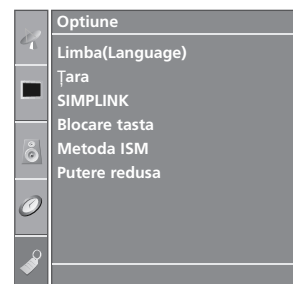 Optiune
Limba(Language)
Țara
SIMPLINK
Blocare tasta
Metoda ISM
Putere redusa